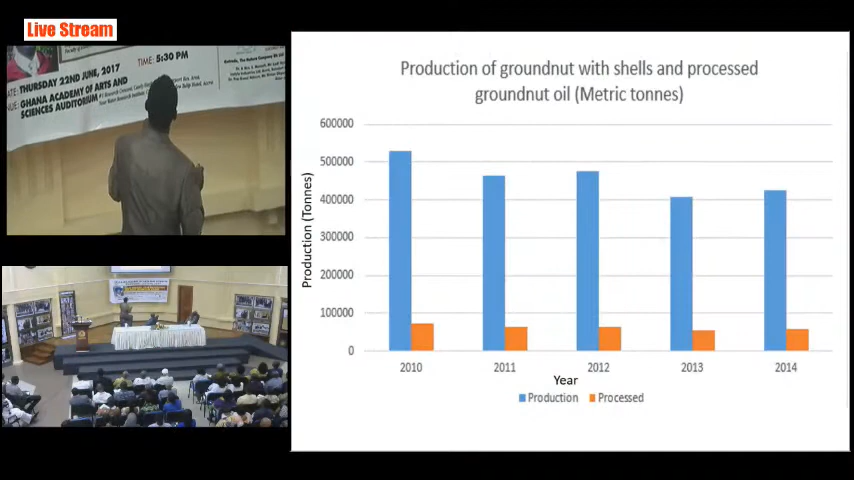 Live Stream
THURSDAY 22ND JUNE, 2017
TIME: 5:30 PM
GHANA ACADEMY OF ARTS AND
SCIENCES AUDITORIUM
Production of groundnut with shells and processed
groundnut oil (Metric tonnes)
Production (Tonnes)
600000
500000
400000
300000
200000
100000
0
2010 2011 2012 2013 2014
Year
Production Processed